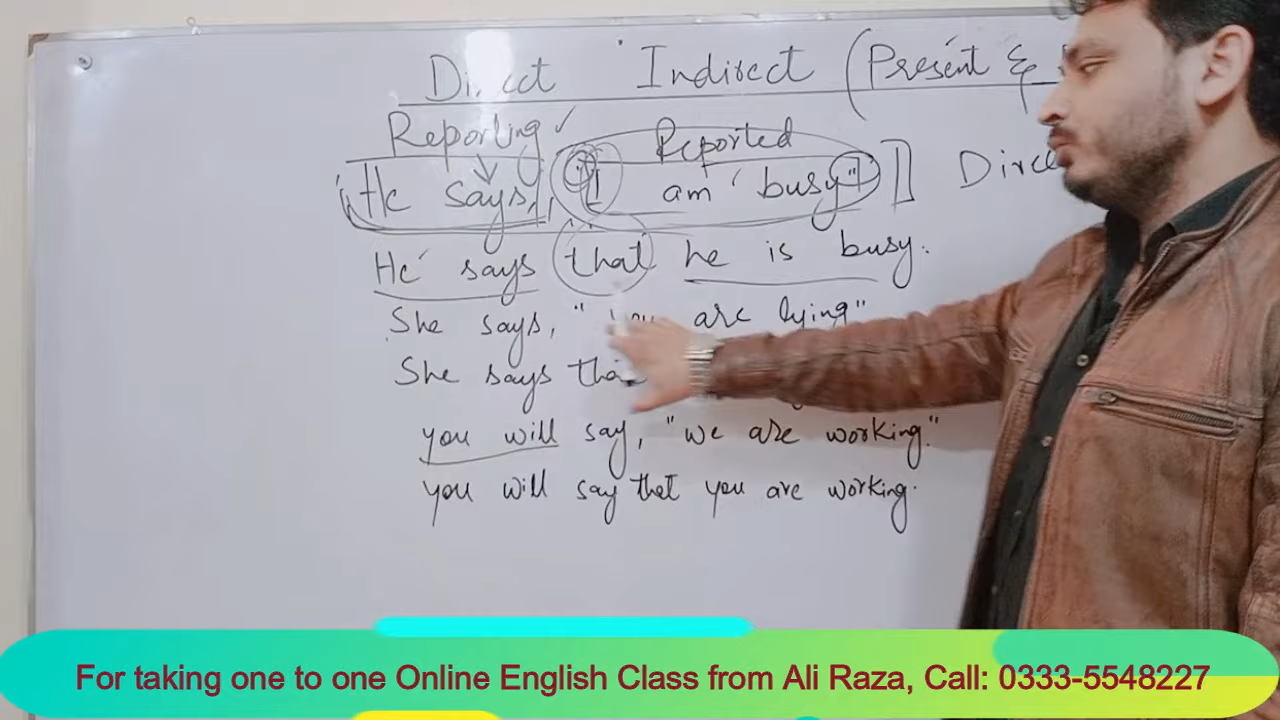 Direct Indirect (Present &
Reporting ✓ Reported
He says, "I am busy"
He says that he is busy.
She says, " are lying"
She says
you will say, "we are working."
you will say that you are working.
For taking one to one Online English Class from Ali Raza, Call: 0333-5548227